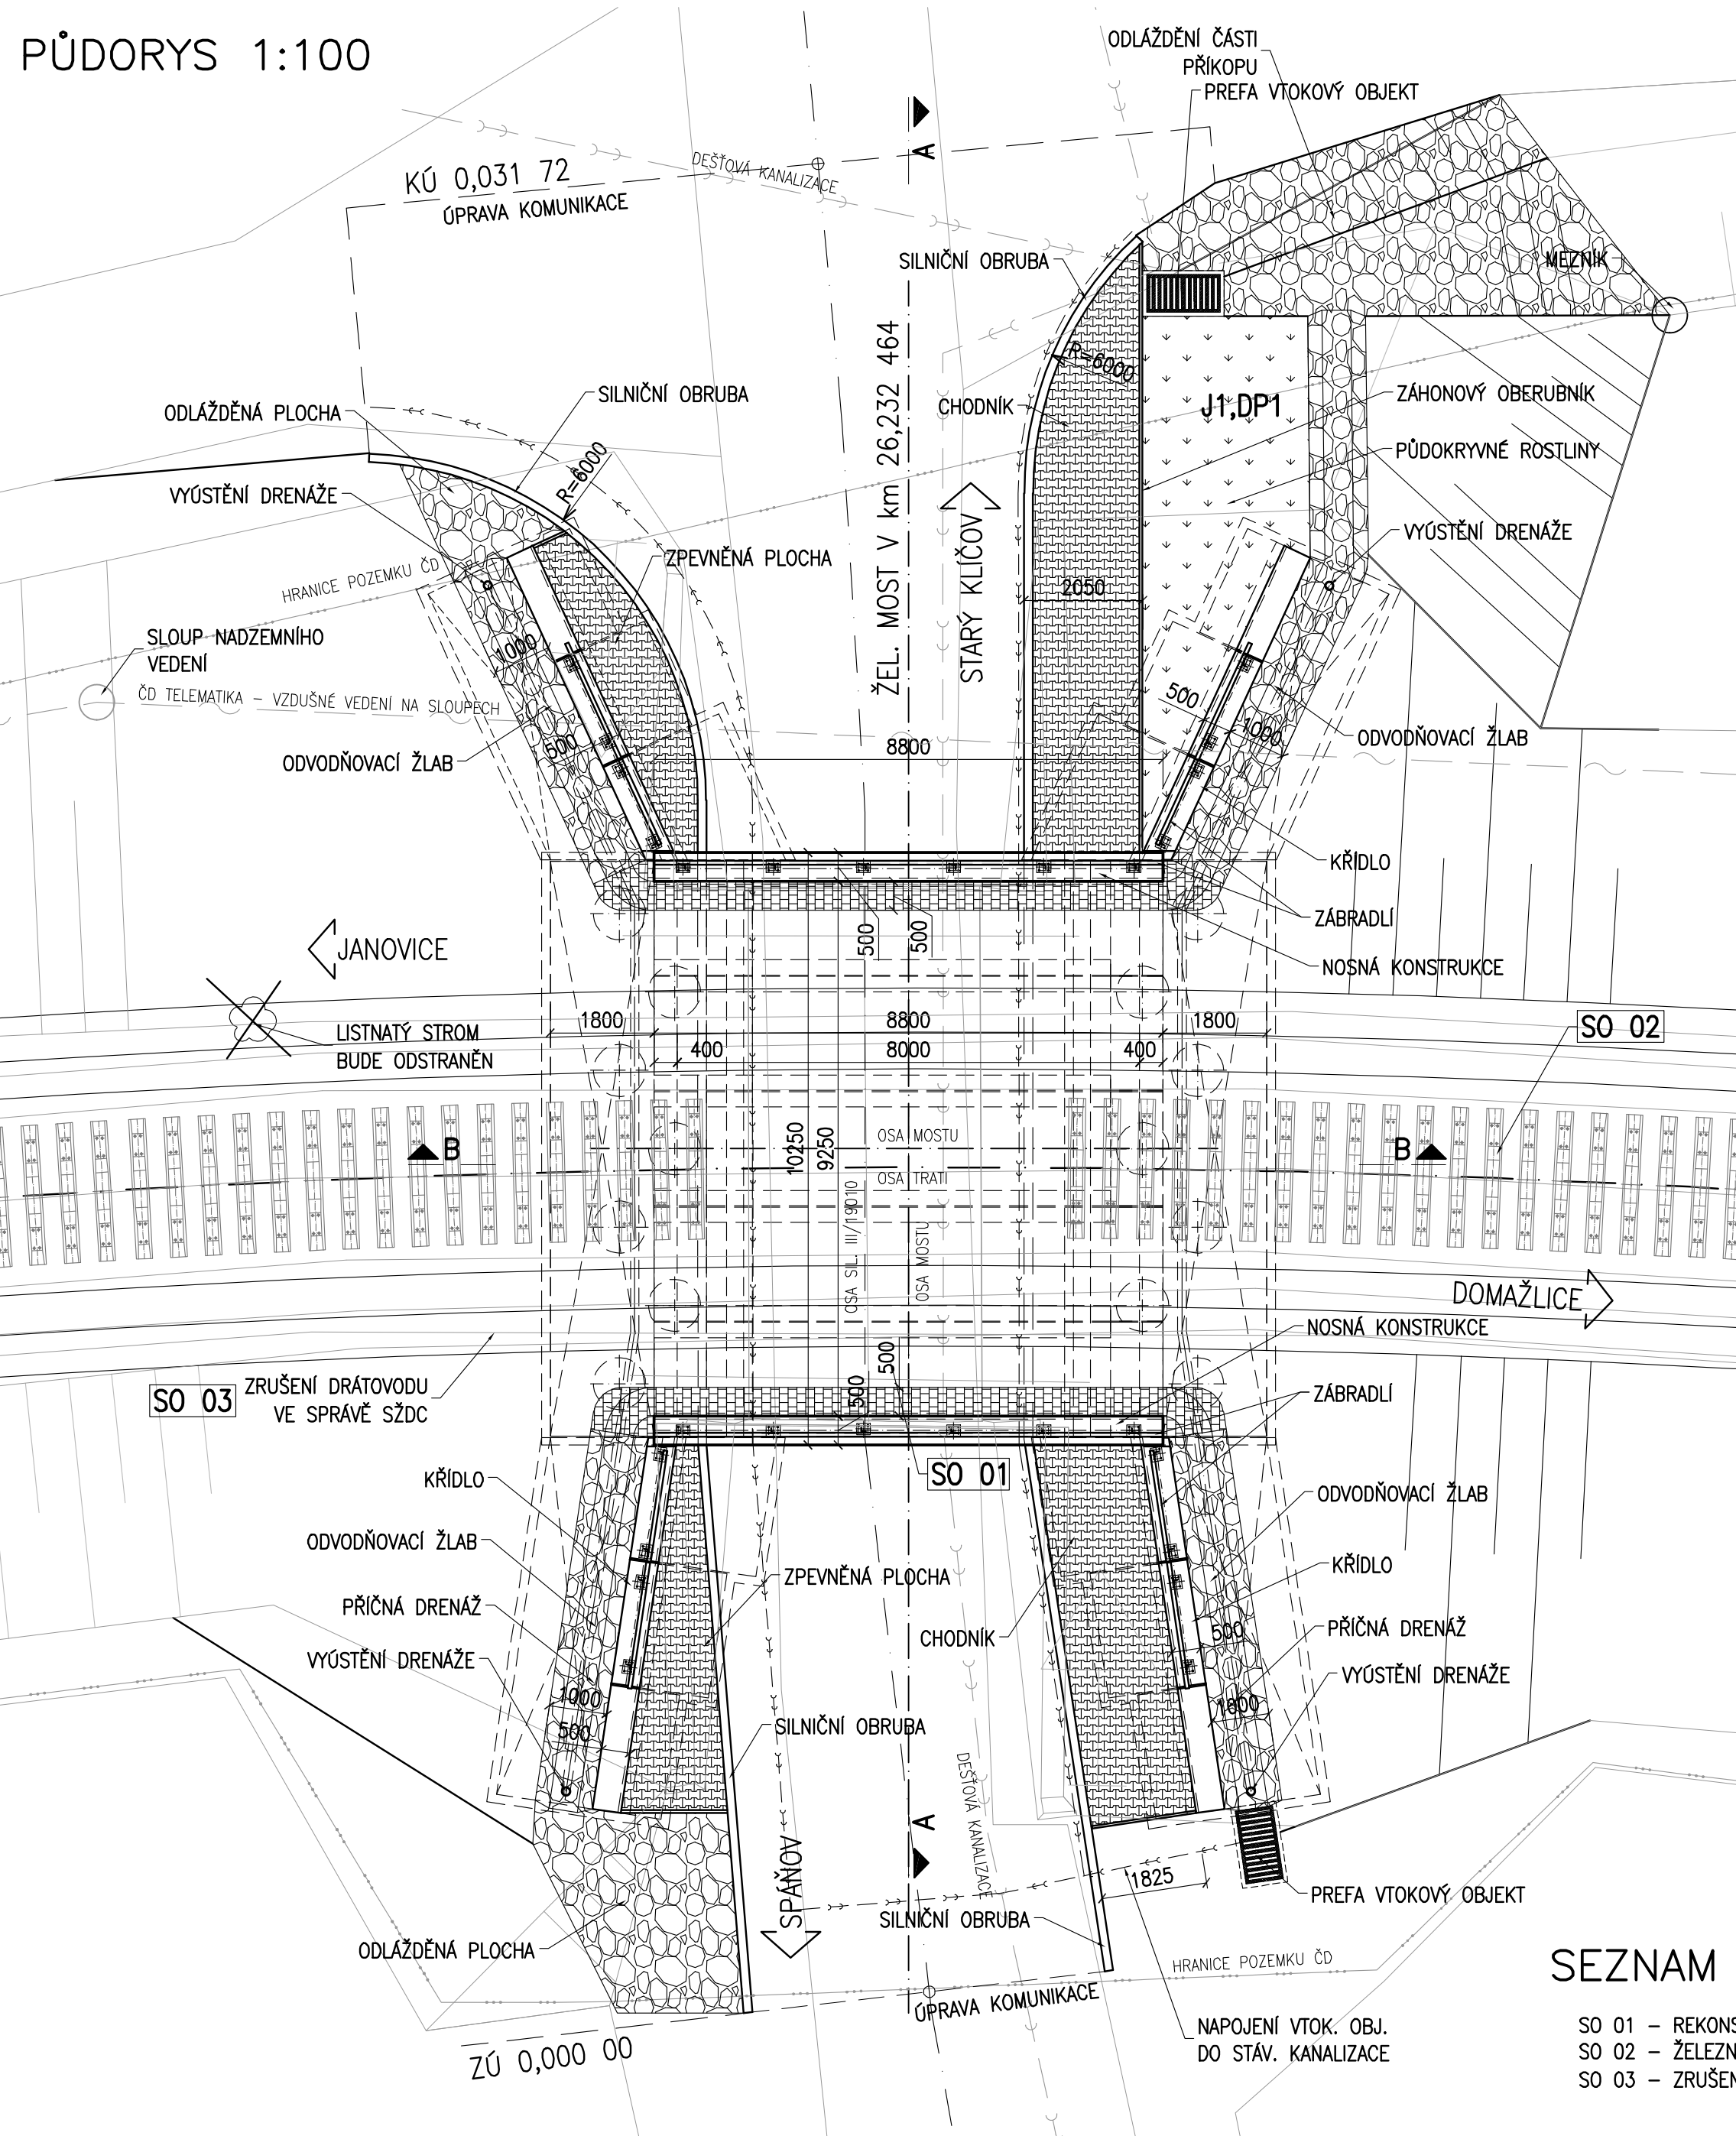 PŮDORYS 1:100
ODLÁŽDĚNÍ ČÁSTI
PŘÍKOPU
PREFA VTOKOVÝ OBJEKT
A
DEŠŤOVÁ KANALIZACE
KÚ 0,031 72
ÚPRAVA KOMUNIKACE
SILNIČNÍ OBRUBA
MEZNÍK
R=6000
ŽEL. MOST V km 26,232 464
SILNIČNÍ OBRUBA
ODLÁŽDĚNÁ PLOCHA
CHODNÍK
J1,DP1
ZÁHONOVÝ OBERUBNÍK
PŮDOKRYVNÉ ROSTLINY
R=6000
VYÚSTĚNÍ DRENÁŽE
VYÚSTĚNÍ DRENÁŽE
ZPEVNĚNÁ PLOCHA
STARÝ KLÍČOV
HRANICE POZEMKU ČD
2050
SLOUP NADZEMNÍHO
VEDENÍ
1000
ČD TELEMATIKA – VZDUŠNÉ VEDENÍ NA SLOUPECH
500
500
1000
8800
ODVODŇOVACÍ ŽLAB
ODVODŇOVACÍ ŽLAB
KŘÍDLO
ZÁBRADLÍ
500
500
JANOVICE
NOSNÁ KONSTRUKCE
1800
8800
1800
SO 02
LISTNATÝ STROM
BUDE ODSTRANĚN
400
8000
400
B
10250
9250
OSA MOSTU
B
OSA TRATI
OSA SIL. III/19010
OSA MOSTU
DOMAŽLICE
NOSNÁ KONSTRUKCE
SO 03
ZRUŠENÍ DRÁTOVODU
VE SPRÁVĚ SŽDC
500
500
ZÁBRADLÍ
SO 01
KŘÍDLO
ODVODŇOVACÍ ŽLAB
ODVODŇOVACÍ ŽLAB
ZPEVNĚNÁ PLOCHA
KŘÍDLO
PŘÍČNÁ DRENÁŽ
CHODNÍK
500
PŘÍČNÁ DRENÁŽ
VYÚSTĚNÍ DRENÁŽE
VYÚSTĚNÍ DRENÁŽE
1000
500
1800
SILNIČNÍ OBRUBA
DEŠŤOVÁ KANALIZACE
A
SPÁŇOV
1825
PREFA VTOKOVÝ OBJEKT
SILNIČNÍ OBRUBA
ODLÁŽDĚNÁ PLOCHA
HRANICE POZEMKU ČD
SEZNAM
ÚPRAVA KOMUNIKACE
NAPOJENÍ VTOK. OBJ.
DO STÁV. KANALIZACE
ZÚ 0,000 00
SO 01 – REKONS
SO 02 – ŽELEZN
SO 03 – ZRUŠEN